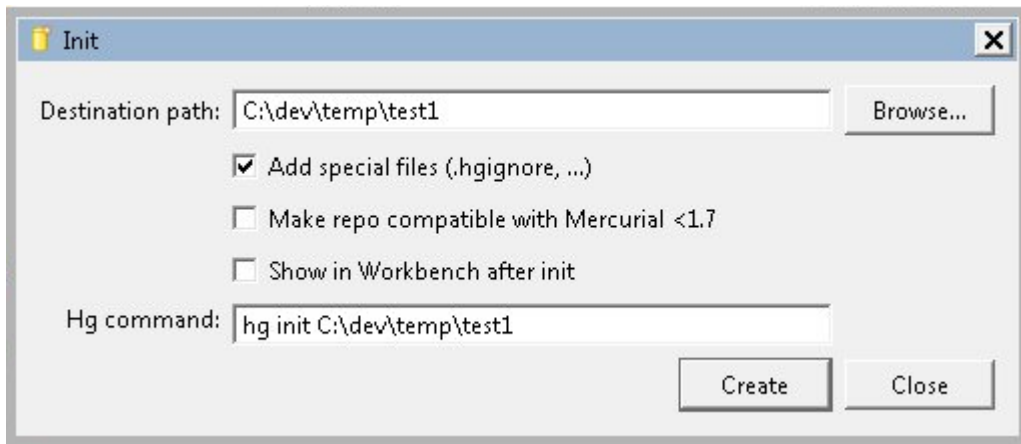 Init
Destination path: C:\dev\temp\test1 Browse...
Add special files (.hgignore, ...)
Make repo compatible with Mercurial <1.7
Show in Workbench after init
Hg command: hg init C:\dev\temp\test1
Create Close